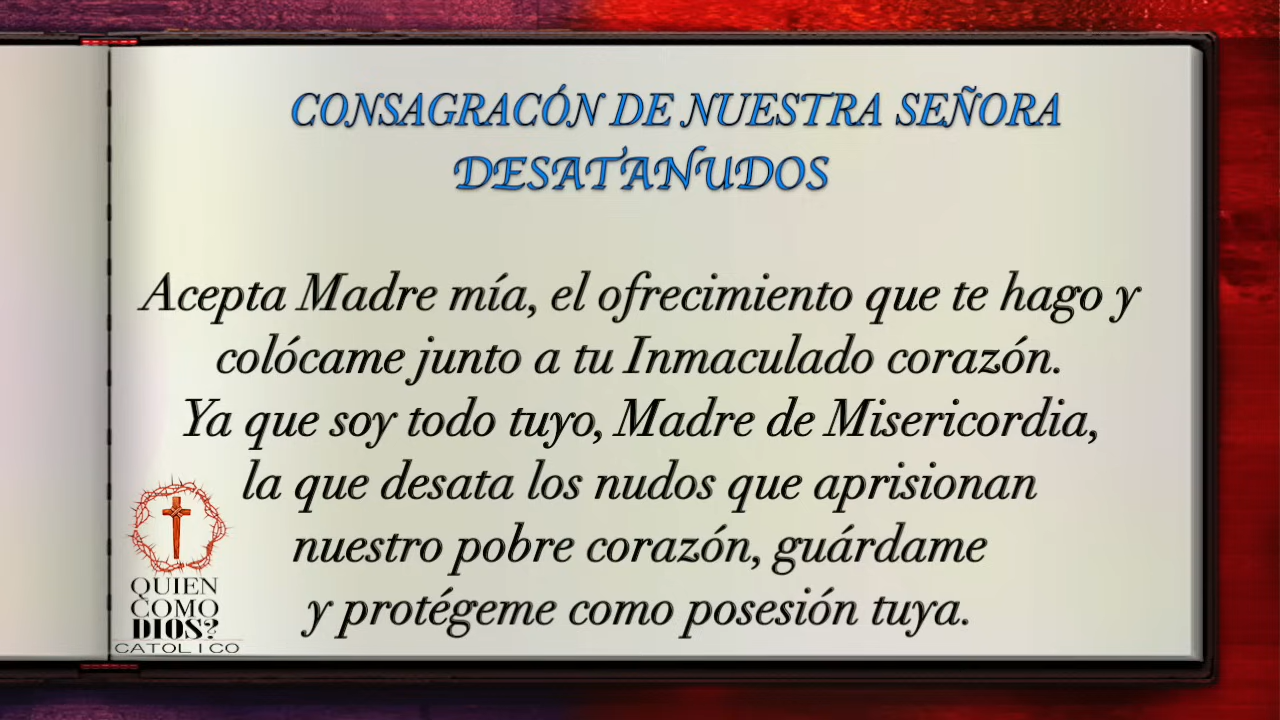 CONSAGRACÓN DE NUESTRA SEÑORA
DESATANUDOS
Acepta Madre mía, el ofrecimiento que te hago y
colócame junto a tu Inmaculado corazón.
Ya que soy todo tuyo, Madre de Misericordia,
la que desata los nudos que aprisionan
nuestro pobre corazón, guárdame
y protégeme como posesión tuya.
QUIEN
COMO
DIOS?
CATOLICO